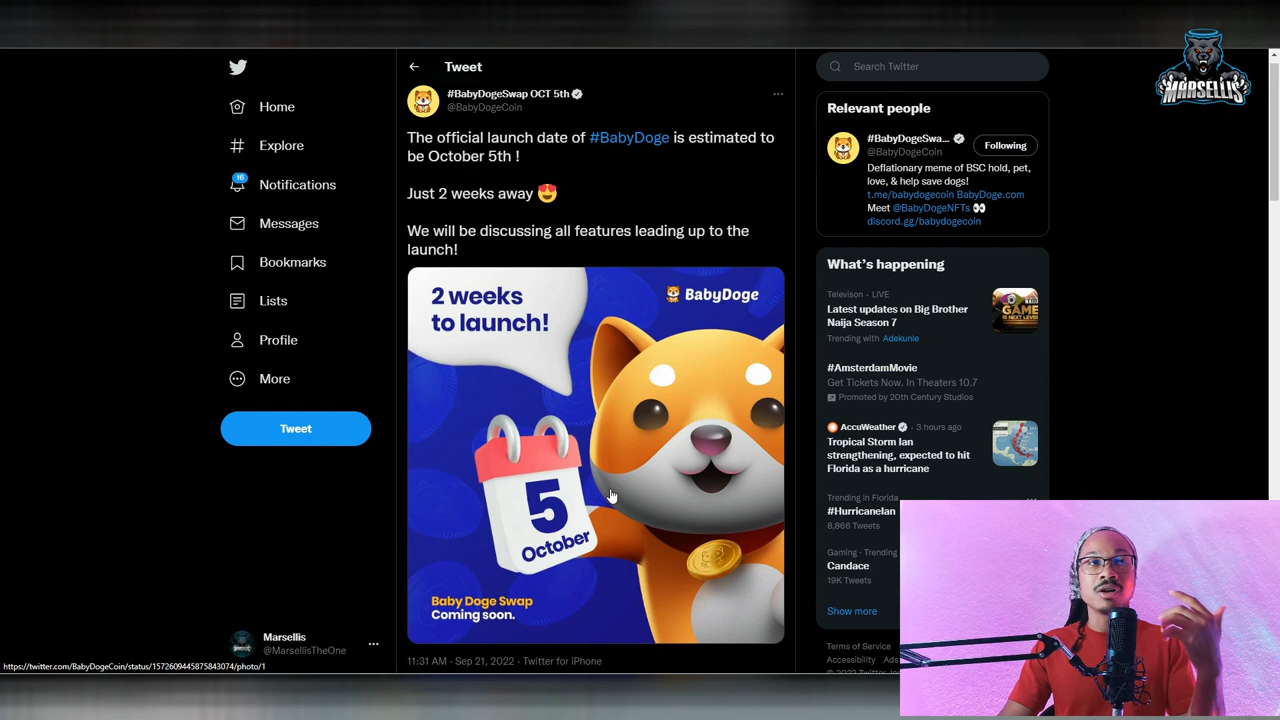 MARSELLIS
Home
Explore
16
Notifications
Messages
Bookmarks
Lists
Profile
More
Tweet
Marsellis
@MarsellisTheOne
https://twitter.com/BabyDogeCoin/status/1572609445875843074/photo/1
Tweet
#BabyDogeSwap OCT 5th
@BabyDogeCoin
The official launch date of #BabyDoge is estimated to
be October 5th !
Just 2 weeks away 😍
We will be discussing all features leading up to the
launch!
2 weeks
to launch!
BabyDoge
5
October
Baby Doge Swap
Coming soon.
11:31 AM · Sep 21, 2022 · Twitter for iPhone
Search Twitter
Relevant people
#BabyDogeSwa...
Following
@BabyDogeCoin
Deflationary meme of BSC hold, pet,
love, & help save dogs!
t.me/babydogecoin BabyDoge.com
Meet @BabyDogeNFTs 👀
discord.gg/babydogecoin
What's happening
Televison · LIVE
Latest updates on Big Brother
Naija Season 7
Trending with Adekunle
GAME
NEXT LEVEL
#AmsterdamMovie
Get Tickets Now. In Theaters 10.7
Promoted by 20th Century Studios
AccuWeather · 3 hours ago
Tropical Storm Ian
strengthening, expected to hit
Florida as a hurricane
Trending in Florida
#HurricaneIan
8,866 Tweets
Gaming · Trending
Candace
19K Tweets
Show more
Terms of Service
Accessibility Ads